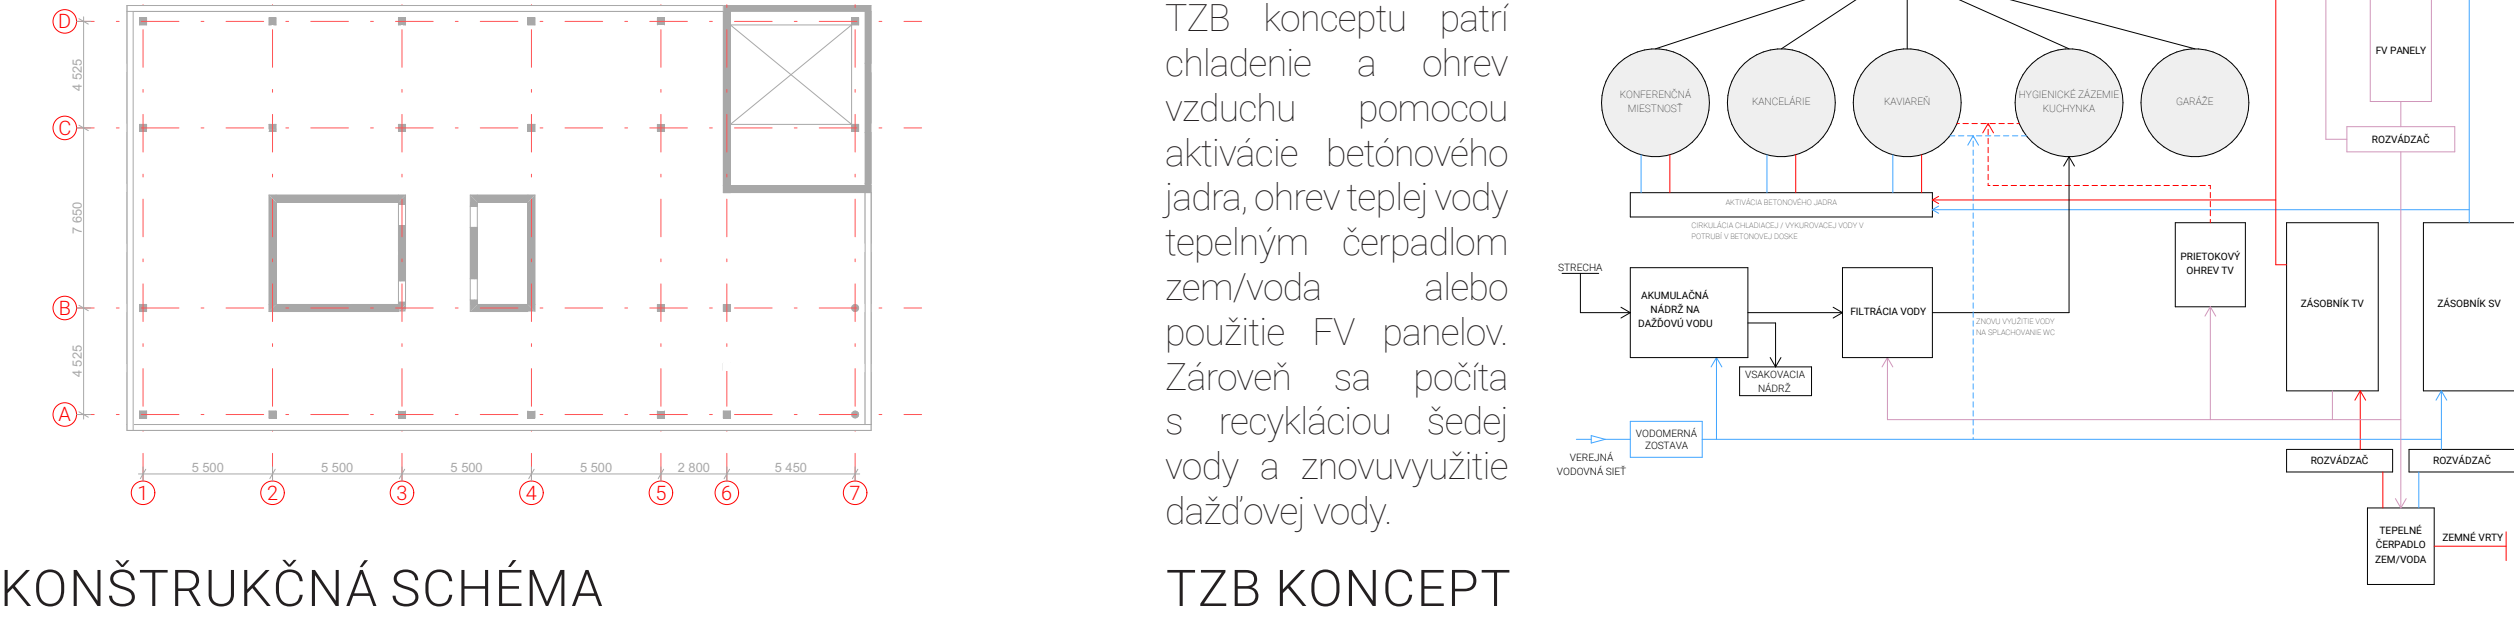 D
4 525
C
7 650
B
4 525
A
5 500
5 500
5 500
5 500
2 800
5 450
1
2
3
4
5
6
7
KONŠTRUKČNÁ SCHÉMA
TZB konceptu patrí
chladenie a ohrev
vzduchu pomocou
aktivácie betónového
jadra, ohrev teplej vody
tepelným čerpadlom
zem/voda alebo
použitie FV panelov.
Zároveň sa počíta
s recykláciou šedej
vody a znovuvyužitie
dažďovej vody.
TZB KONCEPT
KONFERENČNÁ
MIESTNOSŤ
KANCELÁRIE
KAVIAREŇ
HYGIENICKÉ ZÁZEMIE
KUCHYNKA
GARÁŽE
FV PANELY
ROZVÁDZAČ
AKTIVÁCIA BETONOVÉHO JADRA
CIRKULÁCIA CHLADIACEJ / VYKUROVACEJ VODY V
POTRUBÍ V BETONOVEJ DOSKE
STRECHA
AKUMULAČNÁ
NÁDRŽ NA
DAŽĎOVÚ VODU
FILTRÁCIA VODY
ZNOVU VYUŽITIE VODY
NA SPLACHOVANIE WC
VSAKOVACIA
NÁDRŽ
PRIETOKOVÝ
OHREV TV
ZÁSOBNÍK TV
ZÁSOBNÍK SV
VODOMERNÁ
ZOSTAVA
VEREJNÁ
VODOVNÁ SIEŤ
ROZVÁDZAČ
ROZVÁDZAČ
TEPELNÉ
ČERPADLO
ZEM/VODA
ZEMNÉ VRTY